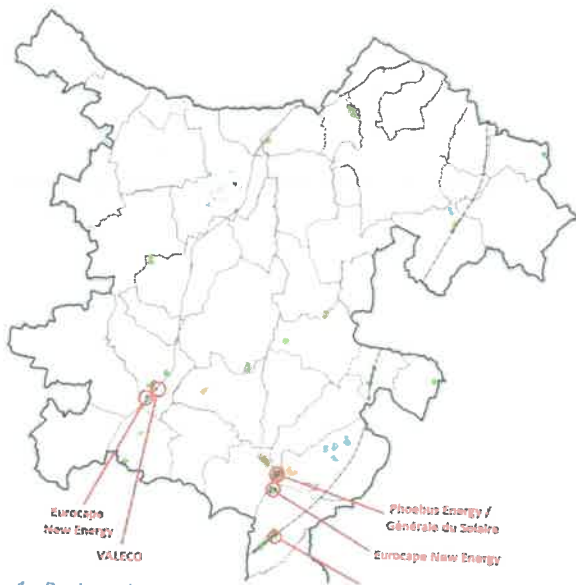 Eurocape
New Energy
VALECO
Phoebus Energy /
Générale du Solaire
Eurocape New Energy